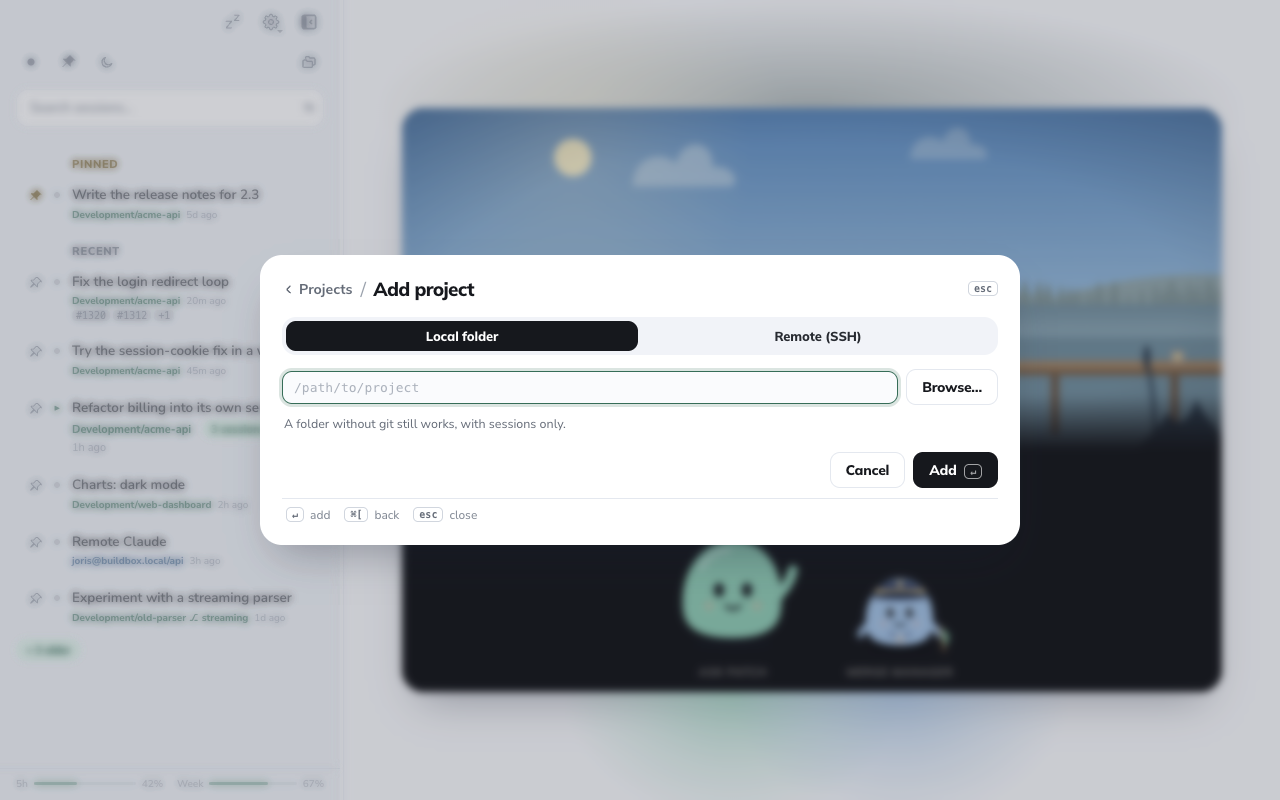 zzz
Search sessions...
PINNED
Write the release notes for 2.3
Development/acme-api 5d ago
RECENT
Fix the login redirect loop
Development/acme-api 20m ago
#1320 #1312 +1
Try the session-cookie fix in a
Development/acme-api 45m ago
Refactor billing into its own se
Development/acme-api
1h ago
Charts: dark mode
Development/web-dashboard 2h ago
Remote Claude
joris@buildbox.local/api 3h ago
Experiment with a streaming parser
Development/old-parser streaming 1d ago
5h 42% Week 67%
‹ Projects / Add project esc
Local folder Remote (SSH)
/path/to/project Browse...
A folder without git still works, with sessions only.
Cancel Add ↵
↵ add ⌘[ back esc close